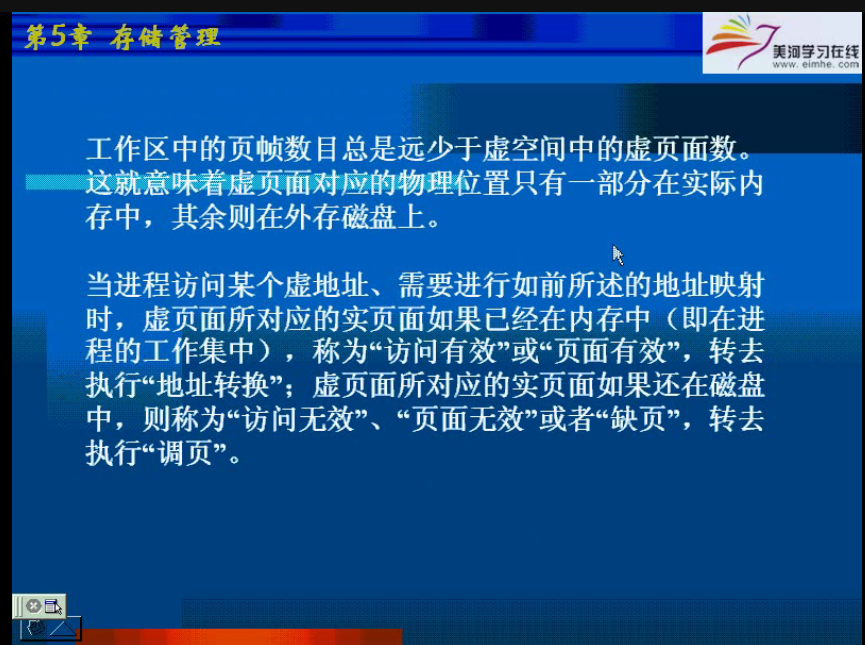 第5章 存储管理
美河学习在线
www.eimhe.com
工作区中的页帧数目总是远少于虚空间中的虚页面数。
这就意味着虚页面对应的物理位置只有一部分在实际内
存中，其余则在外存磁盘上。
当进程访问某个虚地址、需要进行如前所述的地址映射
时，虚页面所对应的实页面如果已经在内存中（即在进
程的工作集中），称为“访问有效”或“页面有效”，转去
执行“地址转换”；虚页面所对应的实页面如果还在磁盘
中，则称为“访问无效”、“页面无效”或者“缺页”，转去
执行“调页”。